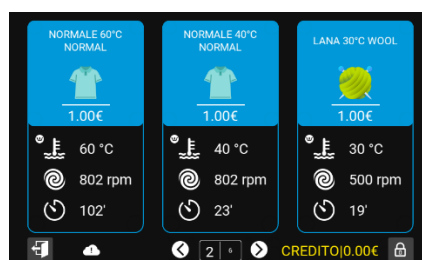 NORMALE 60°C
NORMAL
1.00€
60 °C
802 rpm
102'
NORMALE 40°C
NORMAL
1.00€
40 °C
802 rpm
23'
LANA 30°C WOOL
1.00€
30 °C
500 rpm
19'
2 6
CREDITO|0.00€